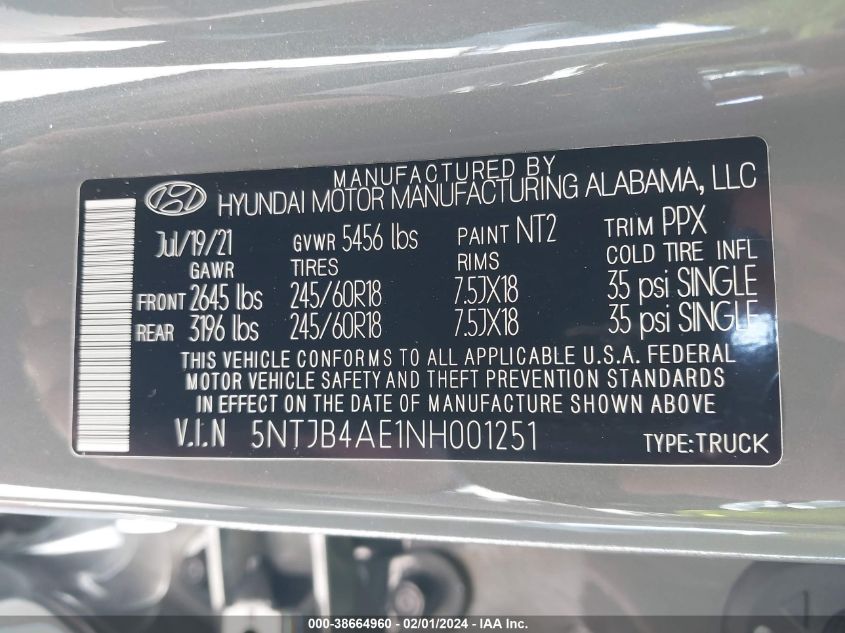 MANUFACTURED BY
HYUNDAI MOTOR MANUFACTURING ALABAMA, LLC
Jul/19/21 GVWR 5456 lbs PAINT NT2 TRIM PPX
GAWR TIRES RIMS COLD TIRE INFL
FRONT 2645 lbs 245/60R18 7.5JX18 35 psi SINGLE
REAR 3196 lbs 245/60R18 7.5JX18 35 psi SINGLE
THIS VEHICLE CONFORMS TO ALL APPLICABLE U.S.A. FEDERAL
MOTOR VEHICLE SAFETY AND THEFT PREVENTION STANDARDS
IN EFFECT ON THE DATE OF MANUFACTURE SHOWN ABOVE
V.I.N 5NTJB4AE1NH001251 TYPE:TRUCK
000-38664960 - 02/01/2024 - IAA Inc.